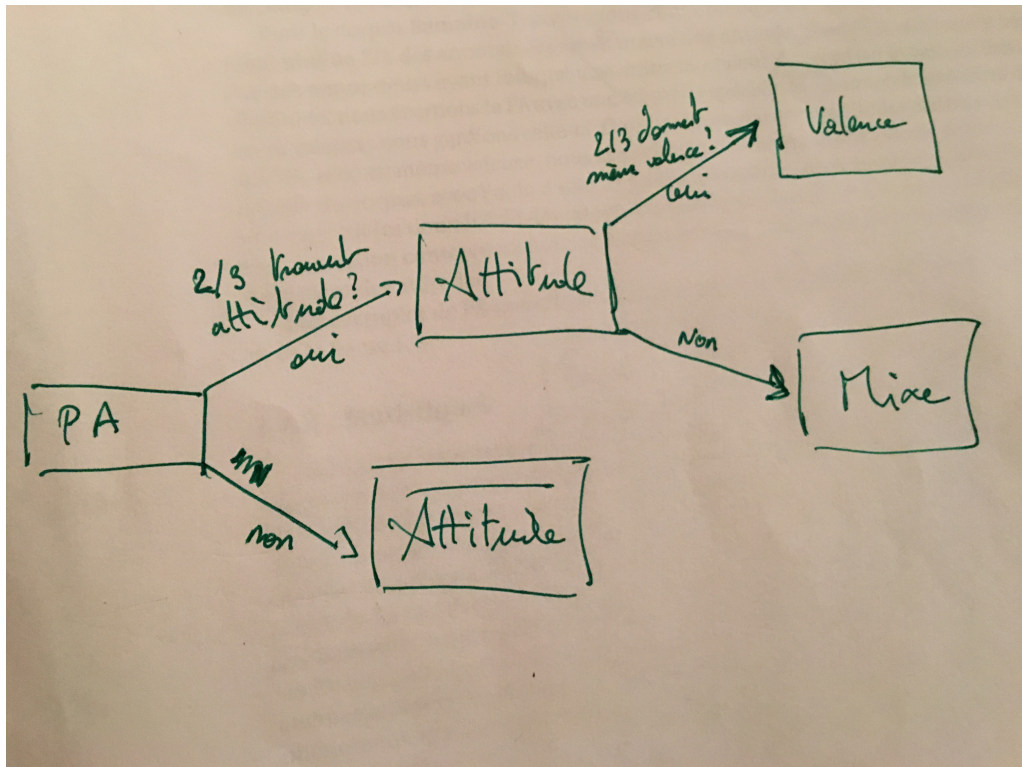 2/3 donnent
même valence?
oui
Valence
2/3 trouvent
attitude?
oui
Attitude
Non
Mixe
PA
non
Attitude